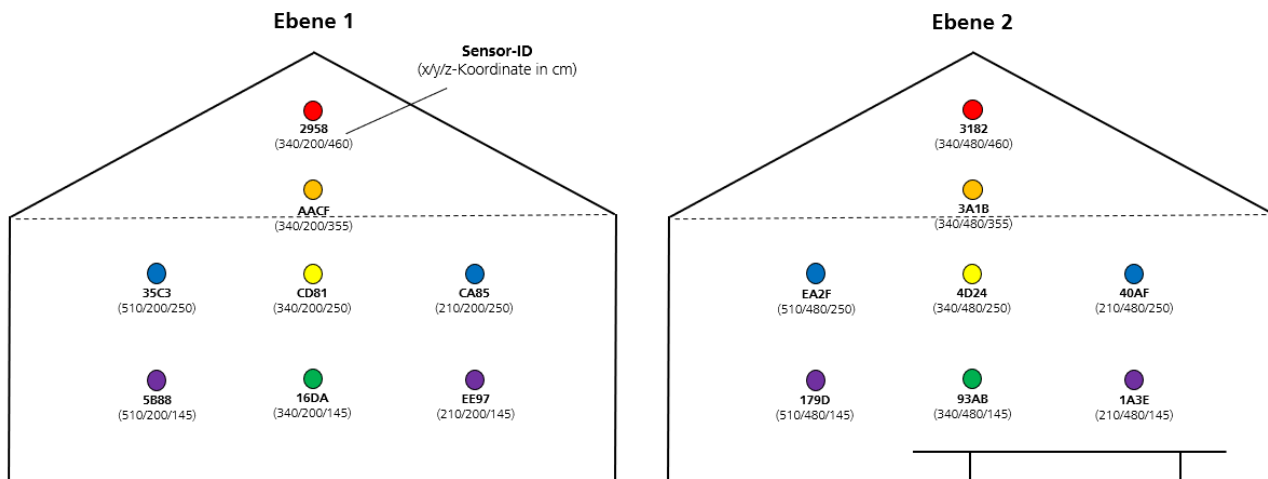 Ebene 1
Sensor-ID
(x/y/z-Koordinate in cm)
2958
(340/200/460)
AACF
(340/200/355)
35C3
(510/200/250)
CD81
(340/200/250)
CA85
(210/200/250)
5B88
(510/200/145)
16DA
(340/200/145)
EE97
(210/200/145)
Ebene 2
3182
(340/480/460)
3A1B
(340/480/355)
EA2F
(510/480/250)
4D24
(340/480/250)
40AF
(210/480/250)
179D
(510/480/145)
93AB
(340/480/145)
1A3E
(210/480/145)